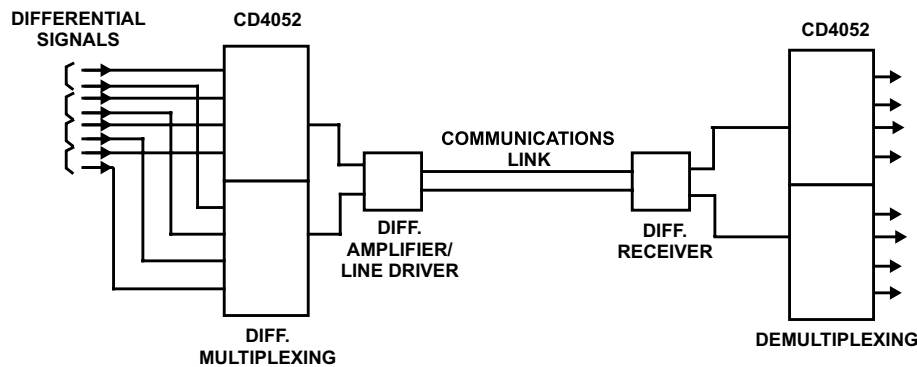 DIFFERENTIAL
SIGNALS
CD4052
CD4052
COMMUNICATIONS
LINK
DIFF.
AMPLIFIER/
LINE DRIVER
DIFF.
RECEIVER
DIFF.
MULTIPLEXING
DEMULTIPLEXING